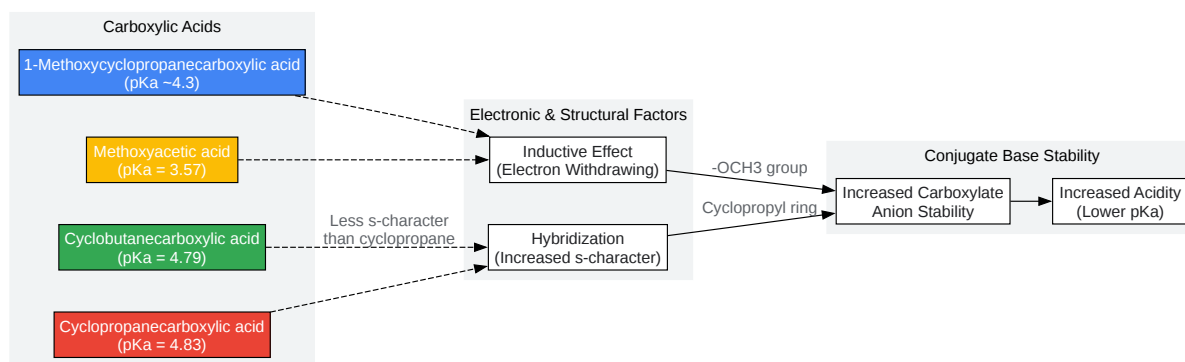 Carboxylic Acids
1-Methoxycyclopropanecarboxylic acid
(pKa ~4.3)
Methoxyacetic acid
(pKa = 3.57)
Cyclobutanecarboxylic acid
(pKa = 4.79)
Cyclopropanecarboxylic acid
(pKa = 4.83)
Less s-character
than cyclopropane
Electronic & Structural Factors
Inductive Effect
(Electron Withdrawing)
Hybridization
(Increased s-character)
-OCH3 group
Cyclopropyl ring
Conjugate Base Stability
Increased Carboxylate
Anion Stability
Increased Acidity
(Lower pKa)